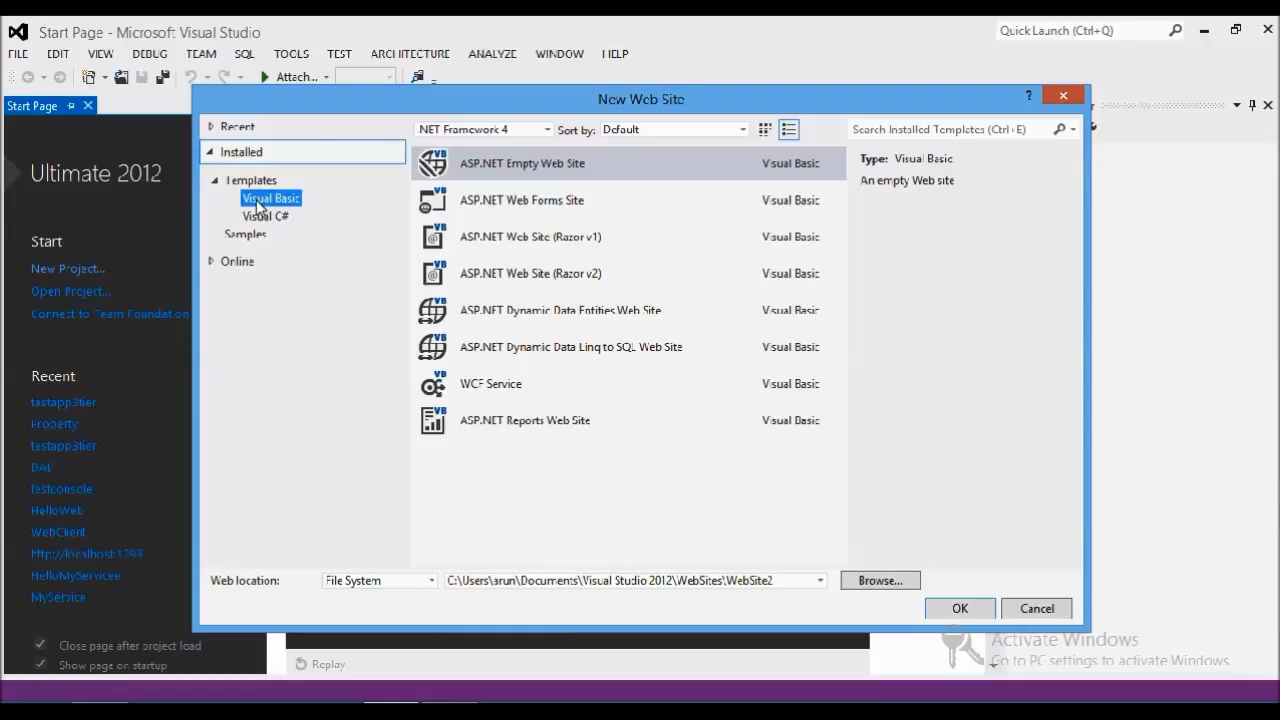 Start Page - Microsoft Visual Studio
Quick Launch (Ctrl+Q)
FILE EDIT VIEW DEBUG TEAM SQL TOOLS TEST ARCHITECTURE ANALYZE WINDOW HELP
Attach...
Start Page
New Web Site
?
Recent
NET Framework 4
Sort by: Default
Search Installed Templates (Ctrl+E)
Installed
Templates
Visual Basic
Visual C#
Samples
Online
VB ASP.NET Empty Web Site Visual Basic
VB ASP.NET Web Forms Site Visual Basic
VB ASP.NET Web Site (Razor v1) Visual Basic
VB ASP.NET Web Site (Razor v2) Visual Basic
VB ASP.NET Dynamic Data Entities Web Site Visual Basic
VB ASP.NET Dynamic Data Linq to SQL Web Site Visual Basic
VB WCF Service Visual Basic
VB ASP.NET Reports Web Site Visual Basic
Type: Visual Basic
An empty Web site
Web location: File System C:\Users\arun\Documents\Visual Studio 2012\WebSites\WebSite2 Browse...
OK Cancel
Ultimate 2012
Start
New Project...
Open Project...
Connect to Team Foundation
Recent
testapp3tier
Property
testapp3tier
DAL
testconsole
HelloWeb
WebClient
http://localhost:1293
HelloMyServicee
MyService
Close page after project load
Show page on startup
Replay
Activate Windows
Go to PC settings to activate Windows.